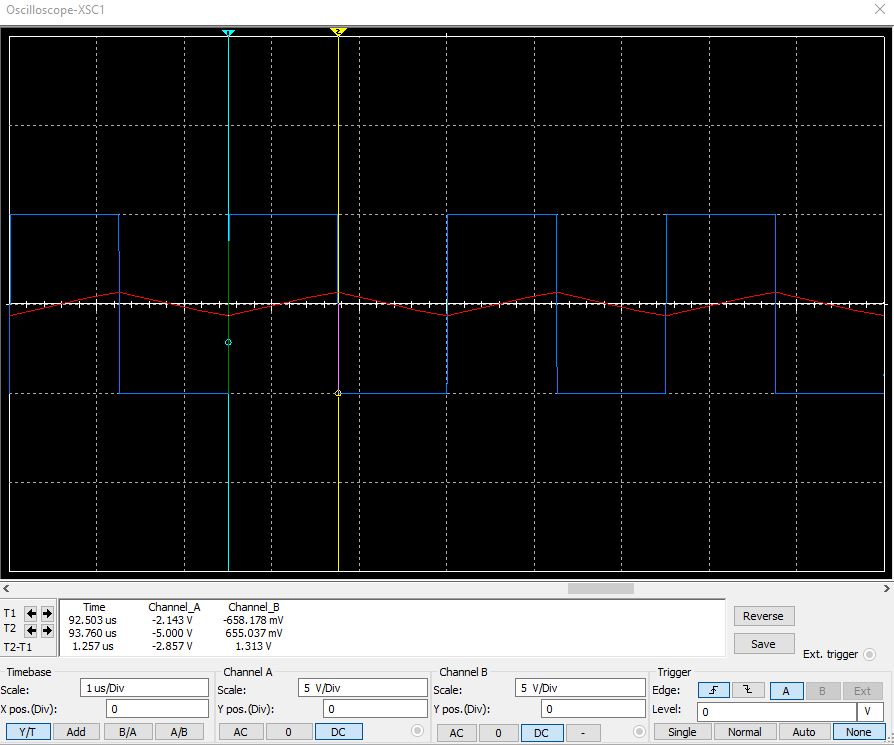 Oscilloscope-XSC1
1 2
Time Channel_A Channel_B
T1 92.503 us -2.143 V -658.178 mV
T2 93.760 us -5.000 V 655.037 mV
T2-T1 1.257 us -2.857 V 1.313 V
Reverse
Save
Ext. trigger
Timebase
Scale: 1 us/Div
X pos.(Div): 0
Y/T Add B/A A/B
Channel A
Scale: 5 V/Div
Y pos.(Div): 0
AC 0 DC
Channel B
Scale: 5 V/Div
Y pos.(Div): 0
AC 0 DC -
Trigger
Edge: A B Ext
Level: 0 V
Single Normal Auto None